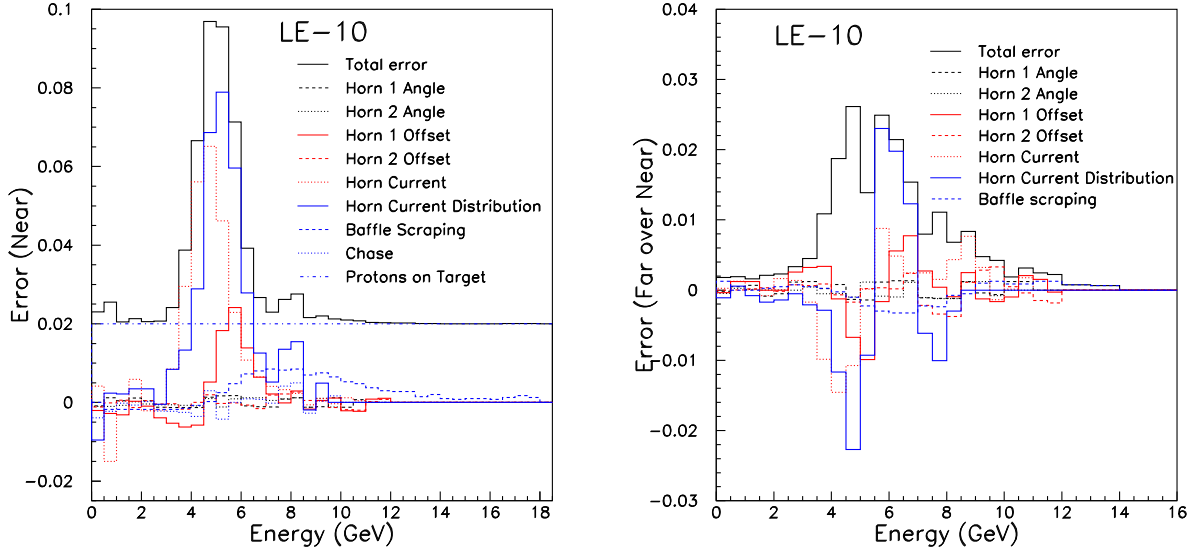 LE-10
Total error
Horn 1 Angle
Horn 2 Angle
Horn 1 Offset
Horn 2 Offset
Horn Current
Horn Current Distribution
Baffle Scraping
Chase
Protons on Target
Error (Near)
0.1
0.08
0.06
0.04
0.02
0
-0.02
0 2 4 6 8 10 12 14 16 18
Energy (GeV)
LE-10
Total error
Horn 1 Angle
Horn 2 Angle
Horn 1 Offset
Horn 2 Offset
Horn Current
Horn Current Distribution
Baffle scraping
Error (Far over Near)
0.04
0.03
0.02
0.01
0
-0.01
-0.02
-0.03
0 2 4 6 8 10 12 14 16
Energy (GeV)